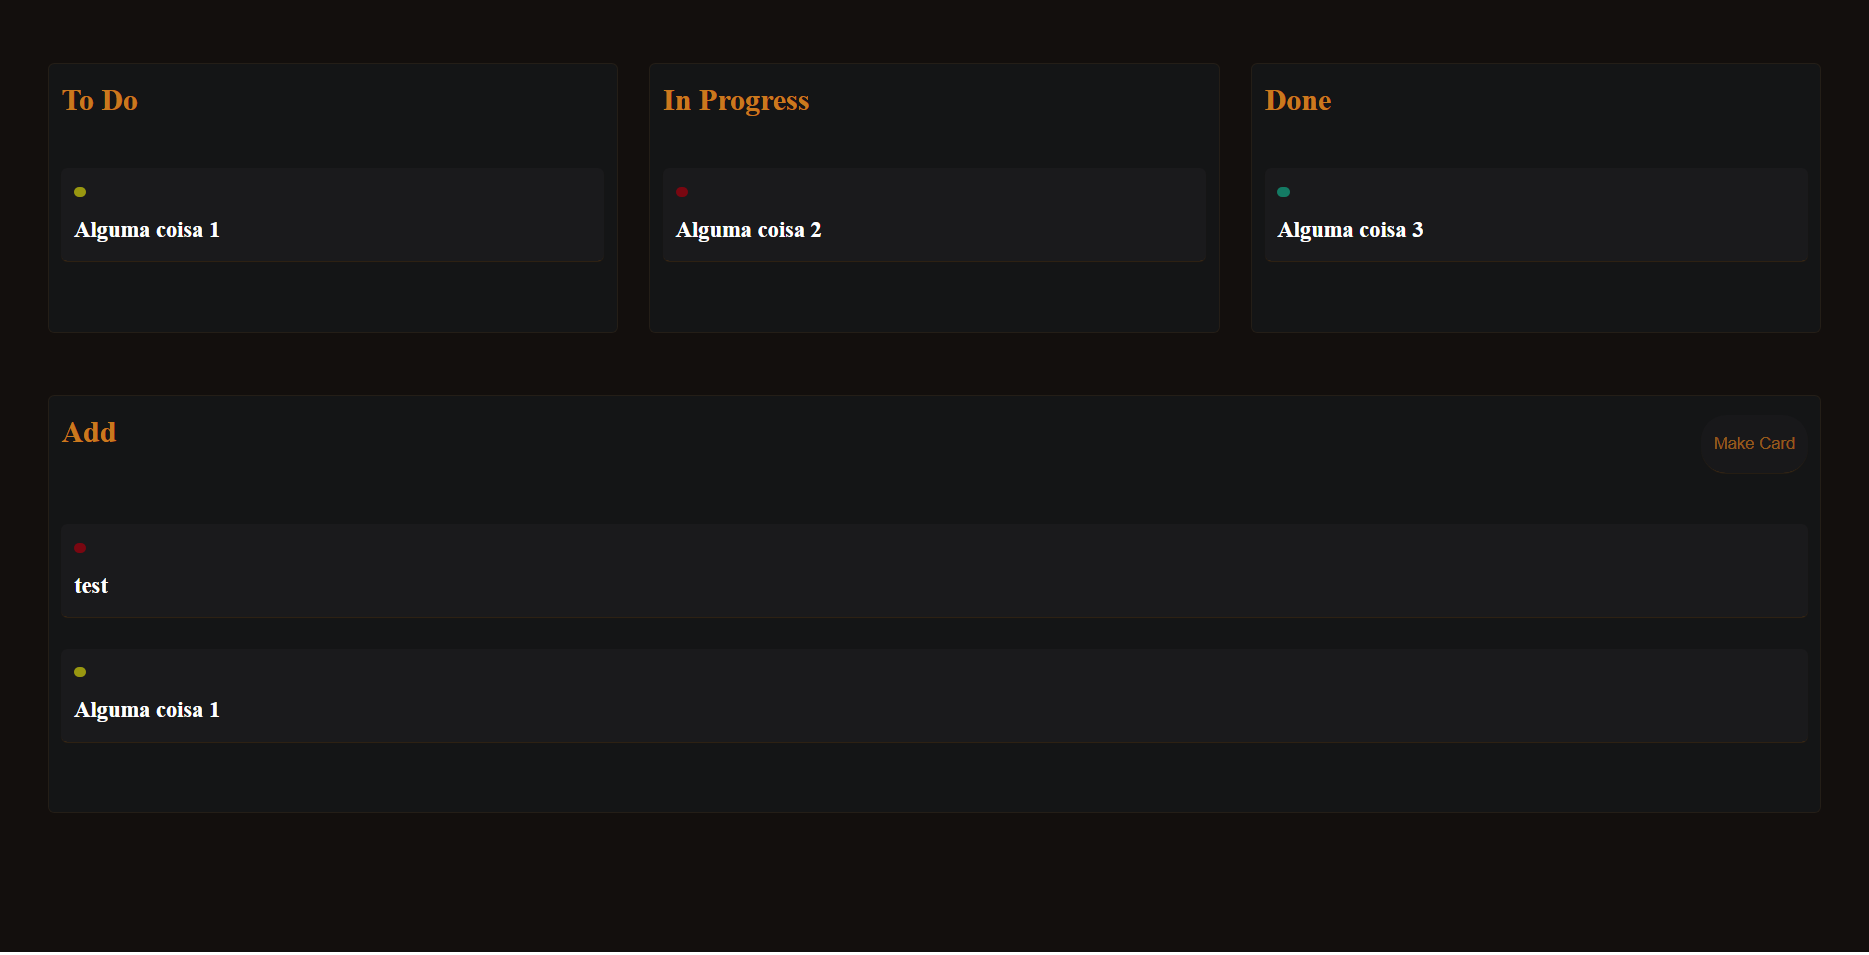 To Do
Alguma coisa 1
In Progress
Alguma coisa 2
Done
Alguma coisa 3
Add
Make Card
test
Alguma coisa 1